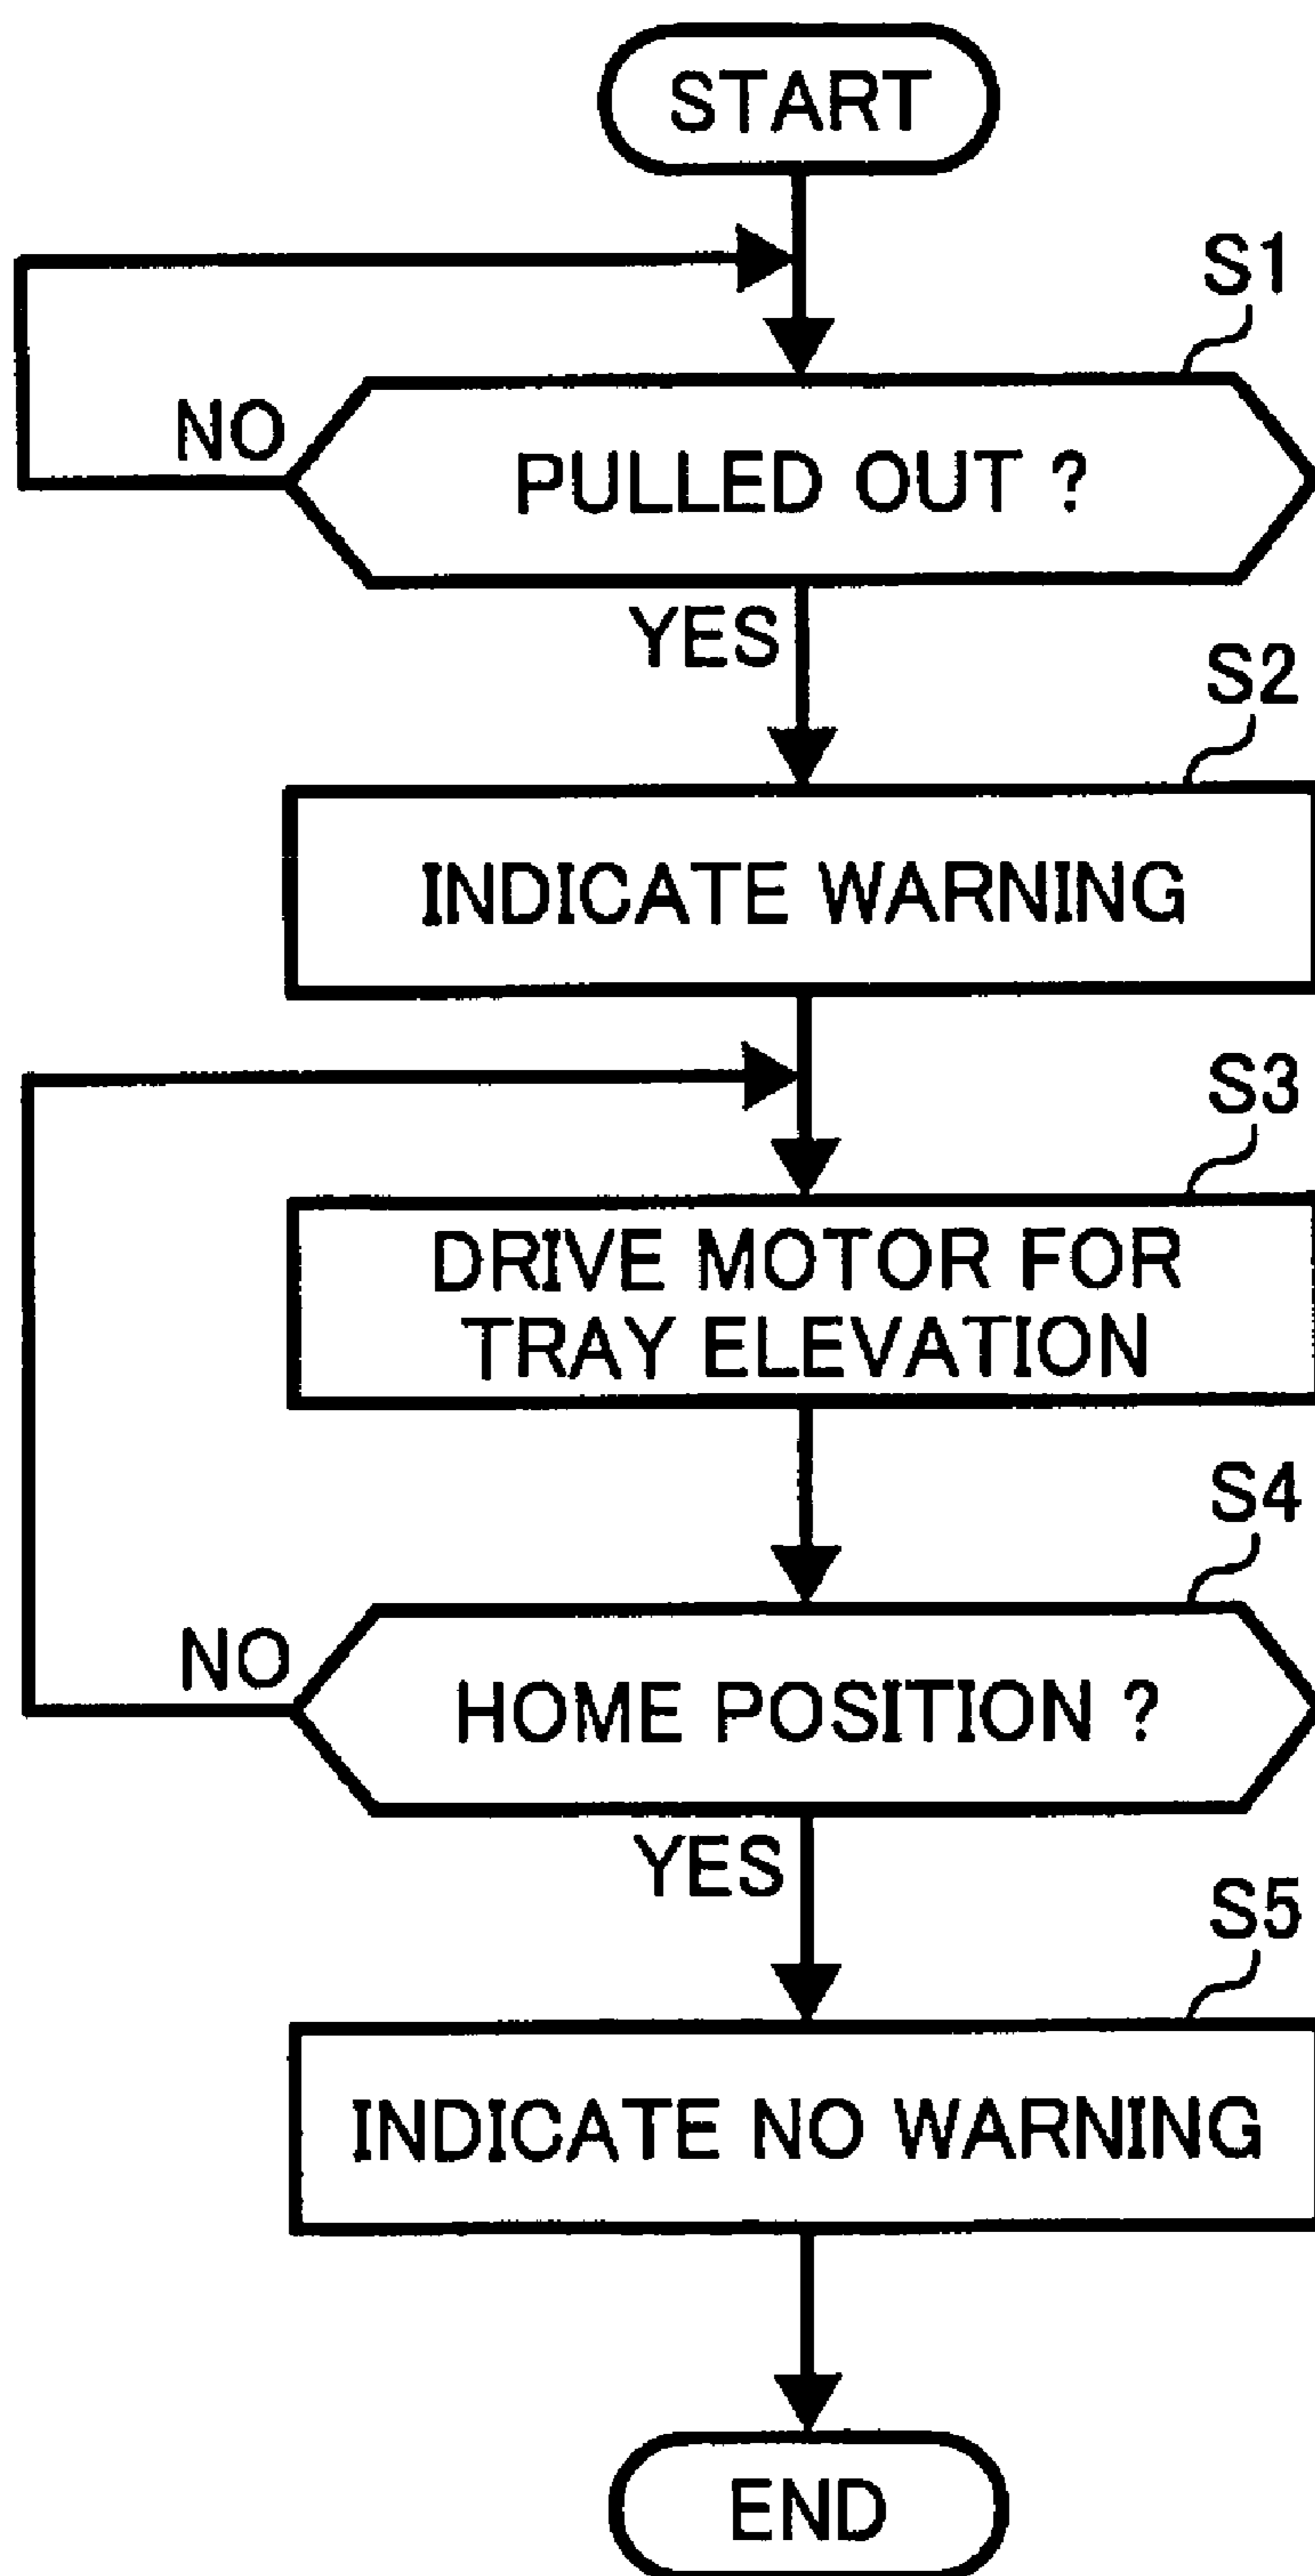 START
S1
NO
PULLED OUT ?
YES
S2
INDICATE WARNING
S3
DRIVE MOTOR FOR
TRAY ELEVATION
S4
NO
HOME POSITION ?
YES
S5
INDICATE NO WARNING
END